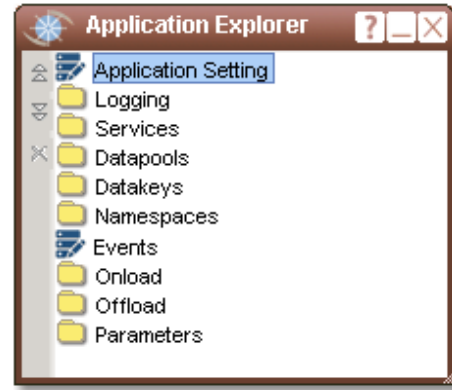 Application Explorer
Application Setting
Logging
Services
Datapools
Datakeys
Namespaces
Events
Onload
Offload
Parameters